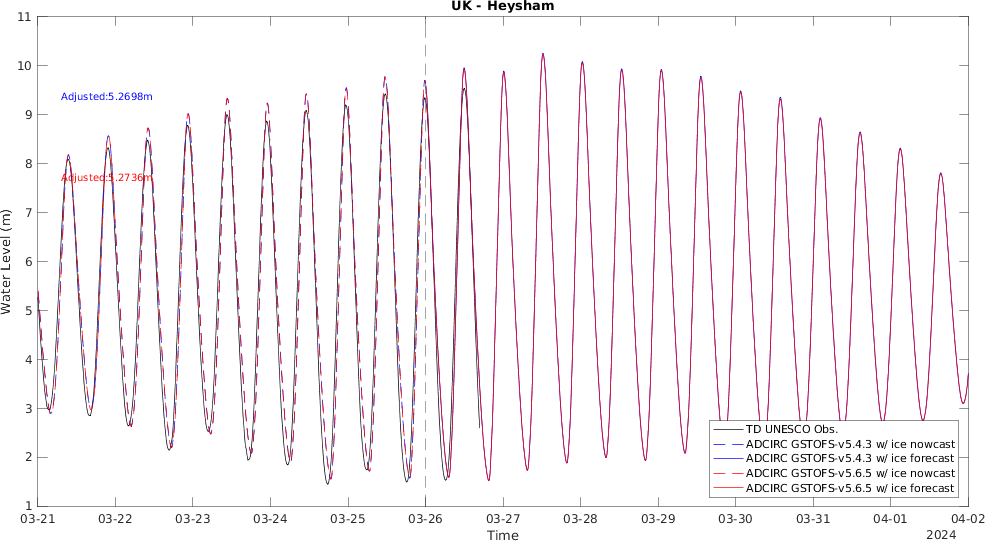 UK - Heysham
11
10
9
8
7
6
5
4
3
2
1
Water Level (m)
Adjusted:5.2698m
Adjusted:5.2736m
TD UNESCO Obs.
ADCIRC GSTOFS-v5.4.3 w/ ice nowcast
ADCIRC GSTOFS-v5.4.3 w/ ice forecast
ADCIRC GSTOFS-v5.6.5 w/ ice nowcast
ADCIRC GSTOFS-v5.6.5 w/ ice forecast
03-21 03-22 03-23 03-24 03-25 03-26 03-27 03-28 03-29 03-30 03-31 04-01 04-02
Time 2024